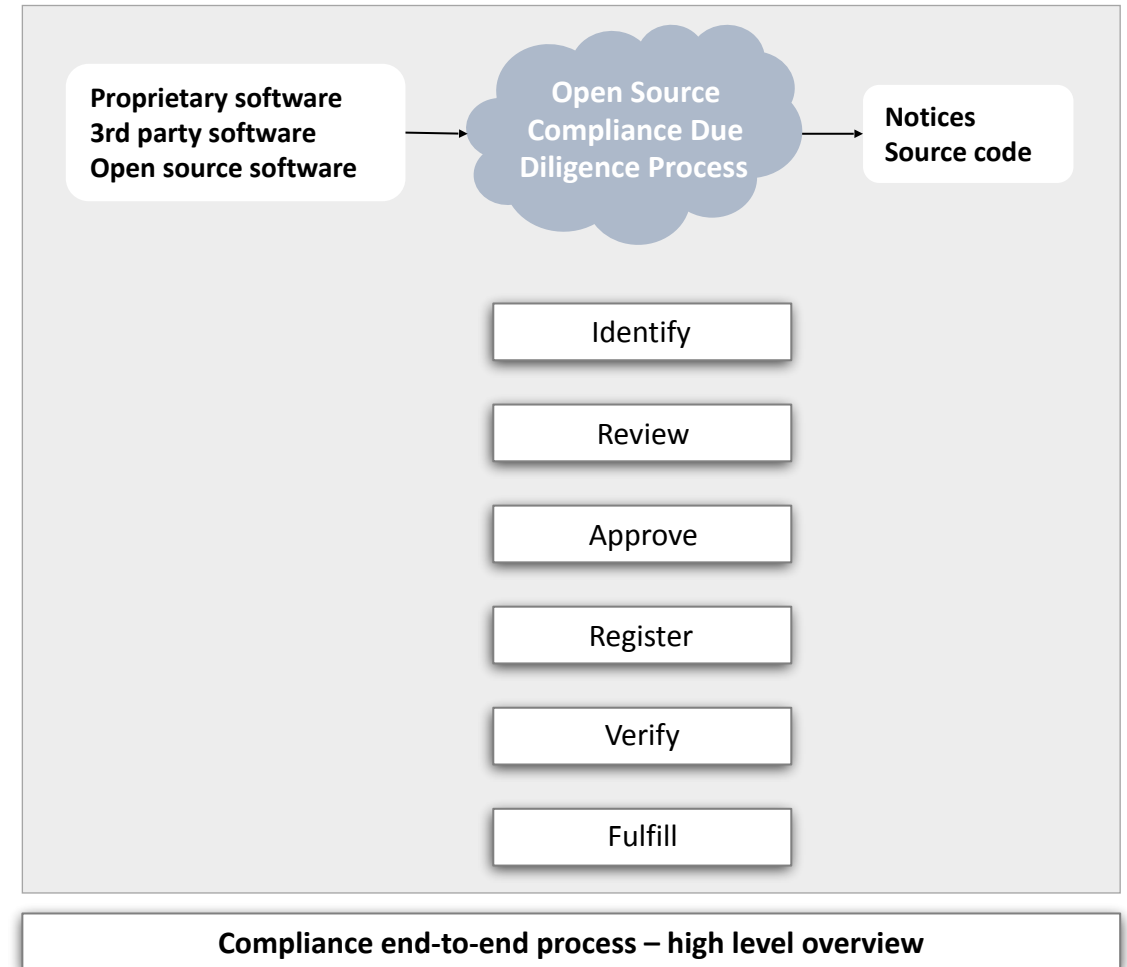 Proprietary software
3rd party software
Open source software
Open Source
Compliance Due
Diligence Process
Notices
Source code
Identify
Review
Approve
Register
Verify
Fulfill
Compliance end-to-end process – high level overview